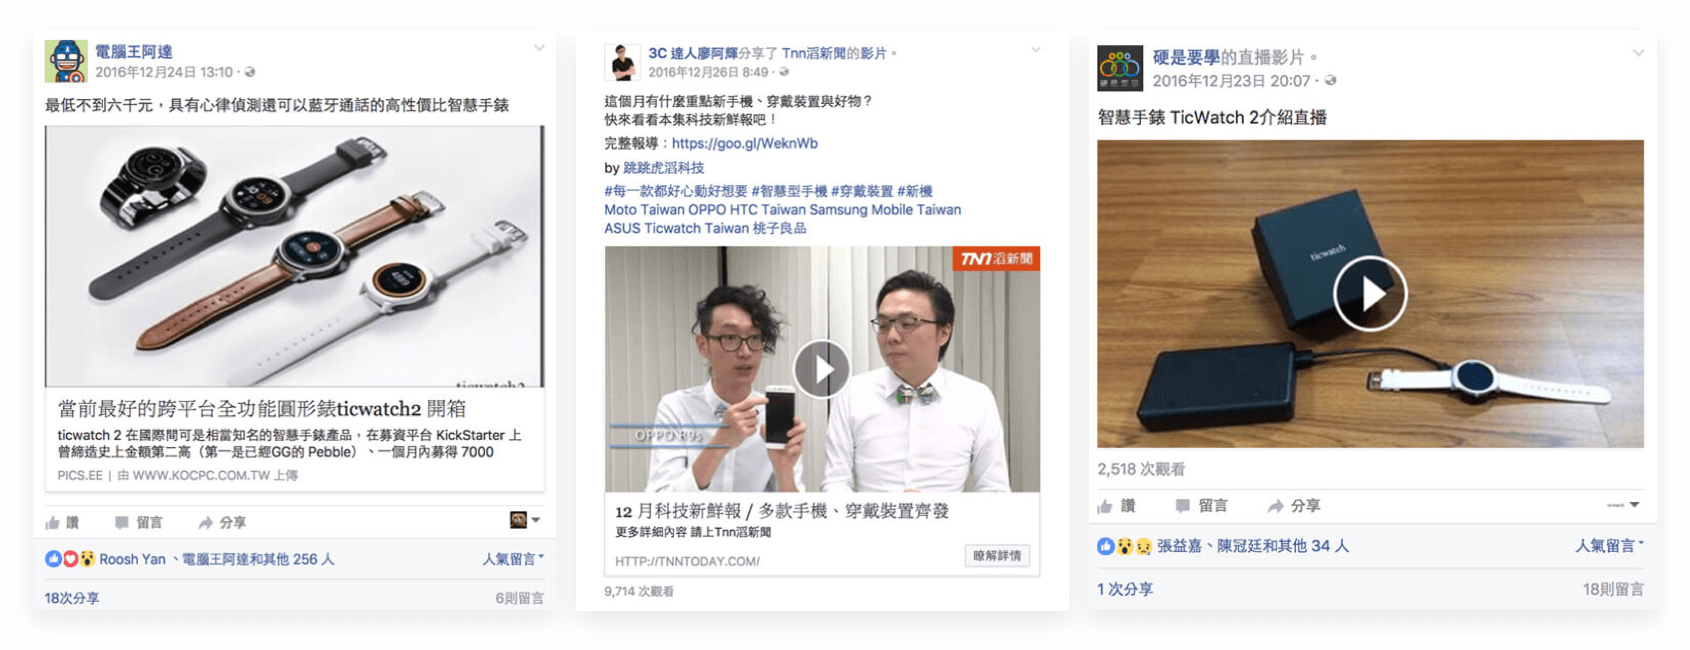 電腦王阿達
2016年12月24日 13:10 ·
最低不到六千元，具有心律偵測還可以藍牙通話的高性價比智慧手錶
ticwatch2
當前最好的跨平台全功能圓形錶ticwatch2 開箱
ticwatch 2 在國際間可是相當知名的智慧手錶產品，在募資平台 KickStarter 上
曾締造史上金額第二高（第一是已經GG的 Pebble）、一個月內募得 7000
PICS.EE | 由 WWW.KOCPC.COM.TW 上傳
讚 留言 分享
Roosh Yan 、電腦王阿達和其他 256 人 人氣留言
18次分享 6則留言
3C 達人廖阿輝分享了 Tnn滔新聞的影片。
2016年12月26日 8:49 ·
這個月有什麼重點新手機、穿戴裝置與好物？
快來看看本集科技新鮮報吧！
完整報導：https://goo.gl/WeknWb
by 跳跳虎滔科技
#每一款都好心動好想要 #智慧型手機 #穿戴裝置 #新機
Moto Taiwan OPPO HTC Taiwan Samsung Mobile Taiwan
ASUS Ticwatch Taiwan 桃子良品
TNN滔新聞
OPPO R9s
12 月科技新鮮報 / 多款手機、穿戴裝置齊發
更多詳細內容 請上Tnn滔新聞
HTTP://TNNTODAY.COM/ 瞭解詳情
9,714 次觀看
硬是要學的直播影片。
2016年12月23日 20:07 ·
智慧手錶 TicWatch 2介紹直播
ticwatch
2,518 次觀看
讚 留言 分享
張益嘉、陳冠廷和其他 34 人 人氣留言
1 次分享 18則留言